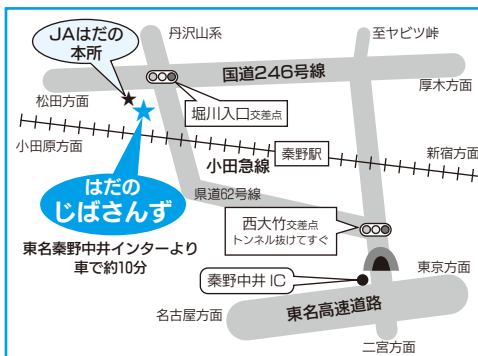 丹沢山系
至ヤビツ峠
JAはだの
本所
国道246号線
厚木方面
松田方面
堀川入口交差点
小田原方面
小田急線
秦野駅
新宿方面
はだの
じばさんず
県道62号線
西大竹交差点
トンネル抜けてすぐ
東名秦野中井インターより
車で約10分
秦野中井 IC
東京方面
東名高速道路
名古屋方面
二宮方面